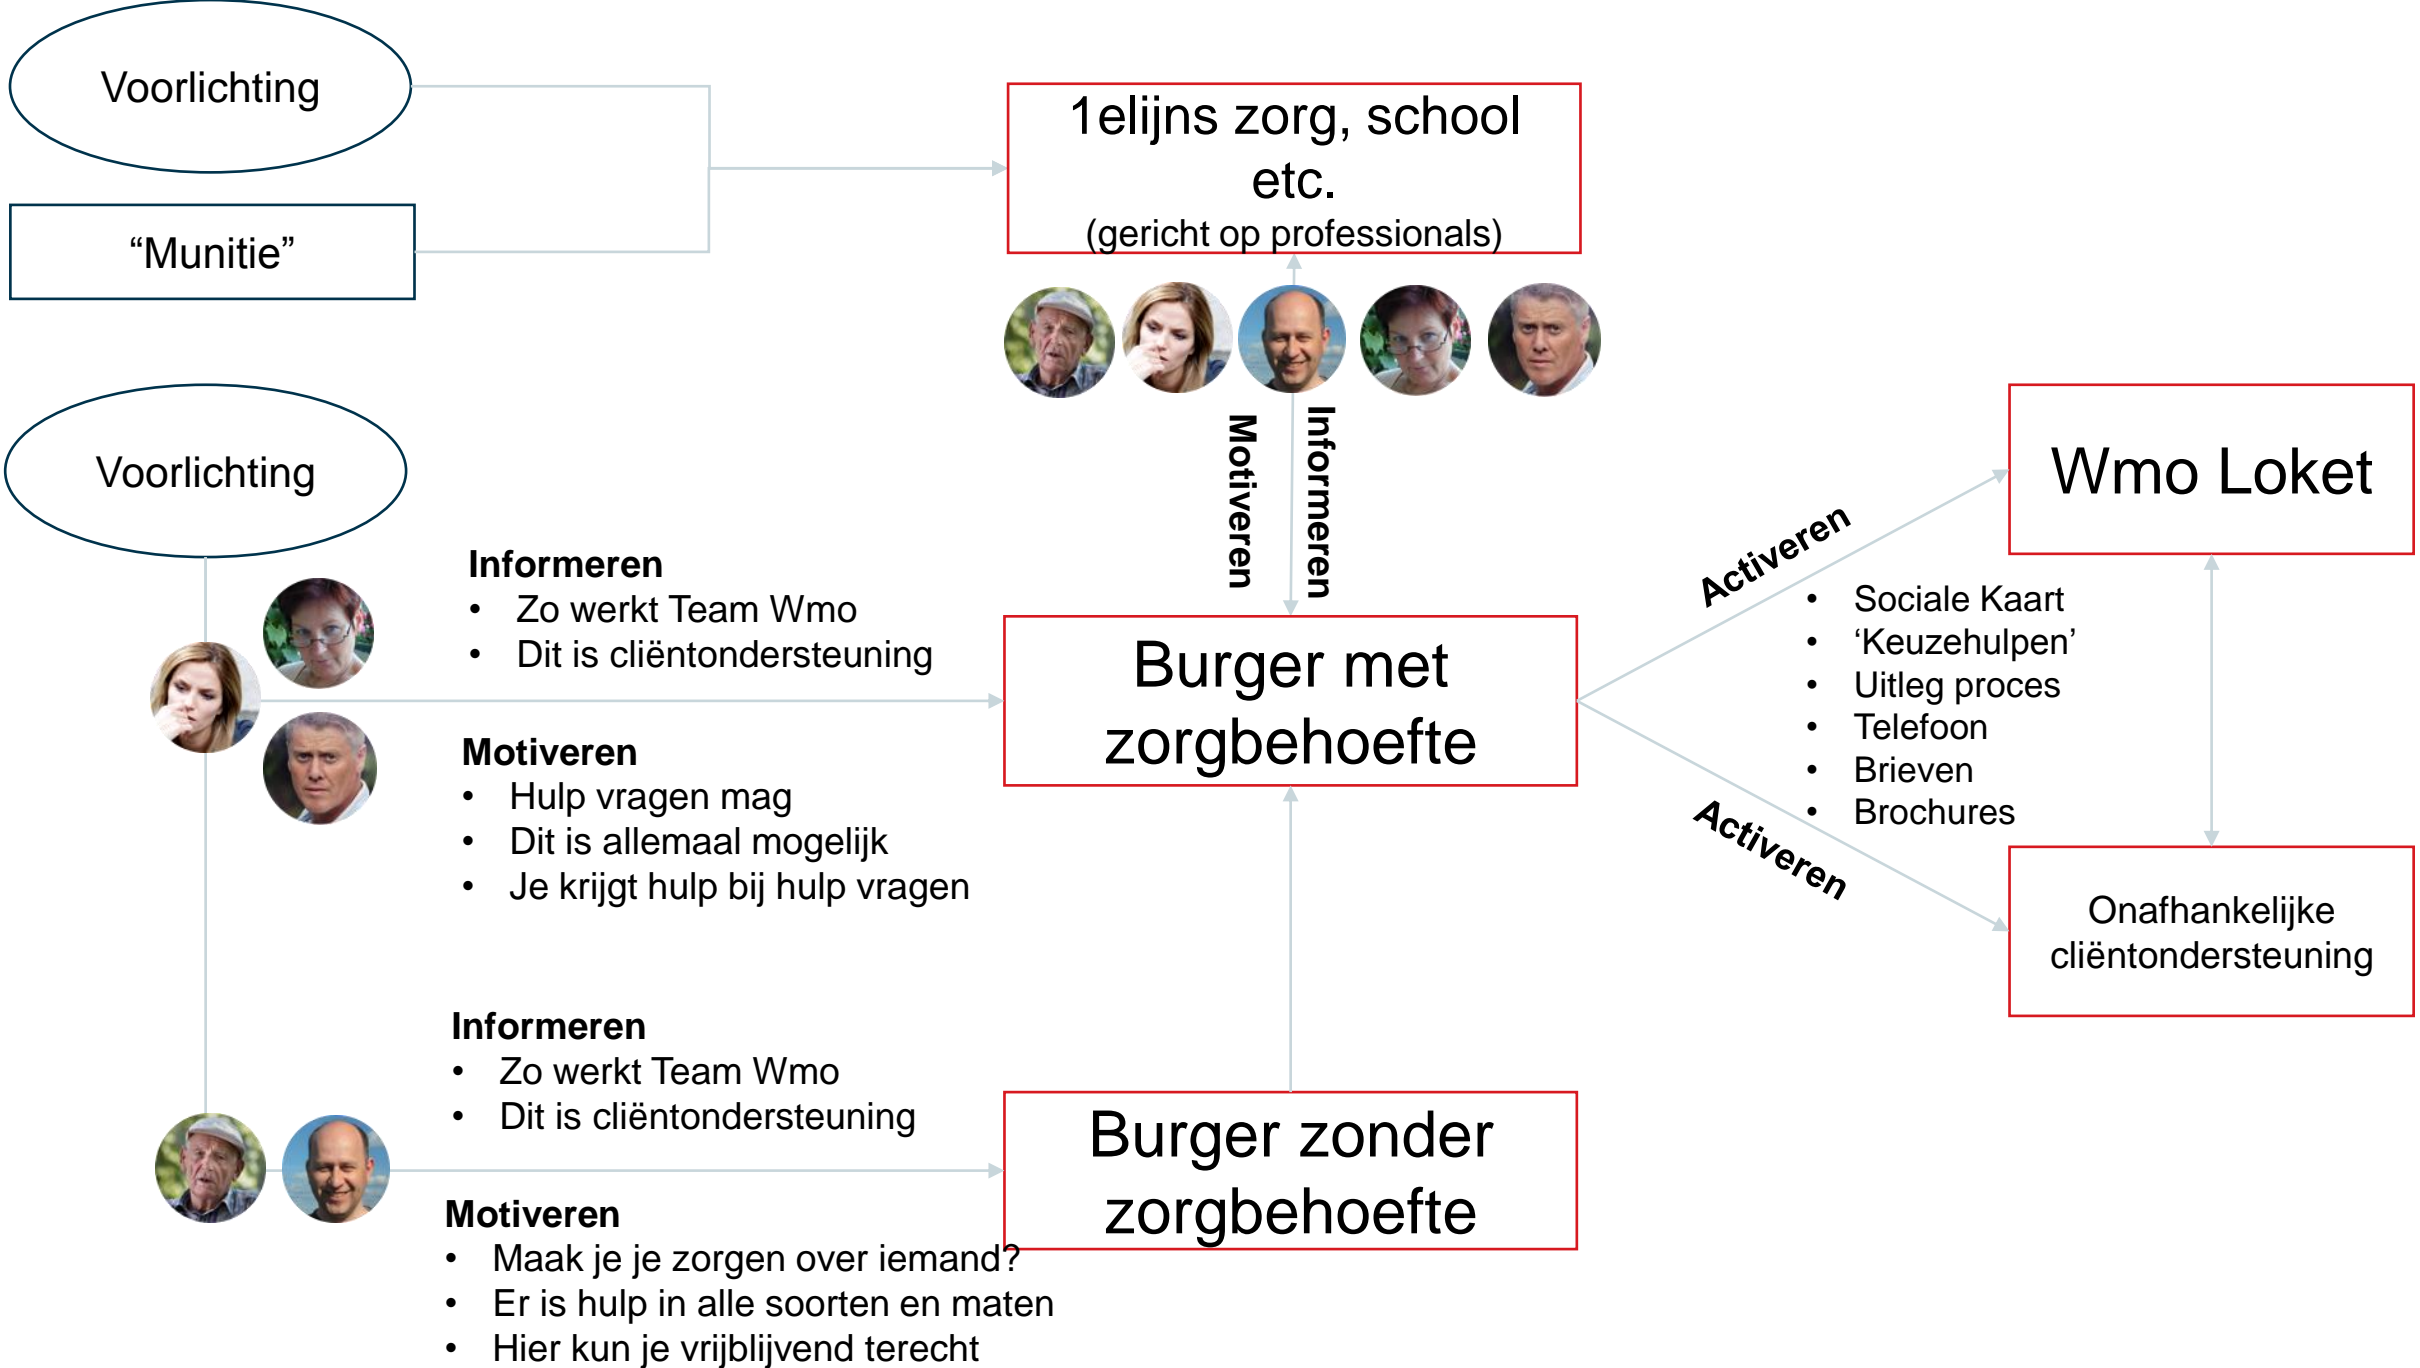 Voorlichting
“Munitie”
1elijns zorg, school
etc.
(gericht op professionals)
Motiveren
Informeren
Voorlichting
Informeren
• Zo werkt Team Wmo
• Dit is cliëntondersteuning
Motiveren
• Hulp vragen mag
• Dit is allemaal mogelijk
• Je krijgt hulp bij hulp vragen
Burger met
zorgbehoefte
Activeren
Wmo Loket
• Sociale Kaart
• ‘Keuzehulpen’
• Uitleg proces
• Telefoon
• Brieven
• Brochures
Activeren
Onafhankelijke
cliëntondersteuning
Informeren
• Zo werkt Team Wmo
• Dit is cliëntondersteuning
Motiveren
• Maak je je zorgen over iemand?
• Er is hulp in alle soorten en maten
• Hier kun je vrijblijvend terecht
Burger zonder
zorgbehoefte